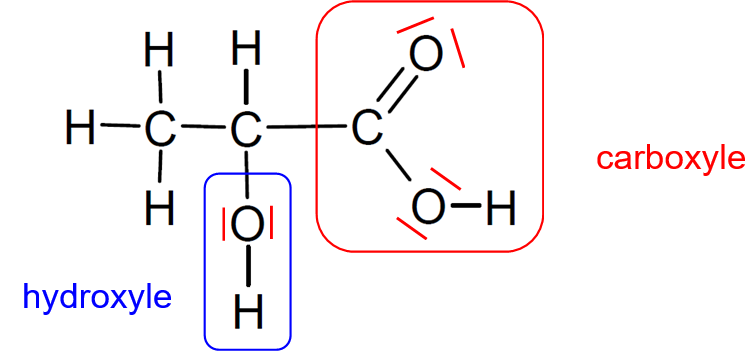 H H O
H C C C
H O O H
H
carboxyle
hydroxyle